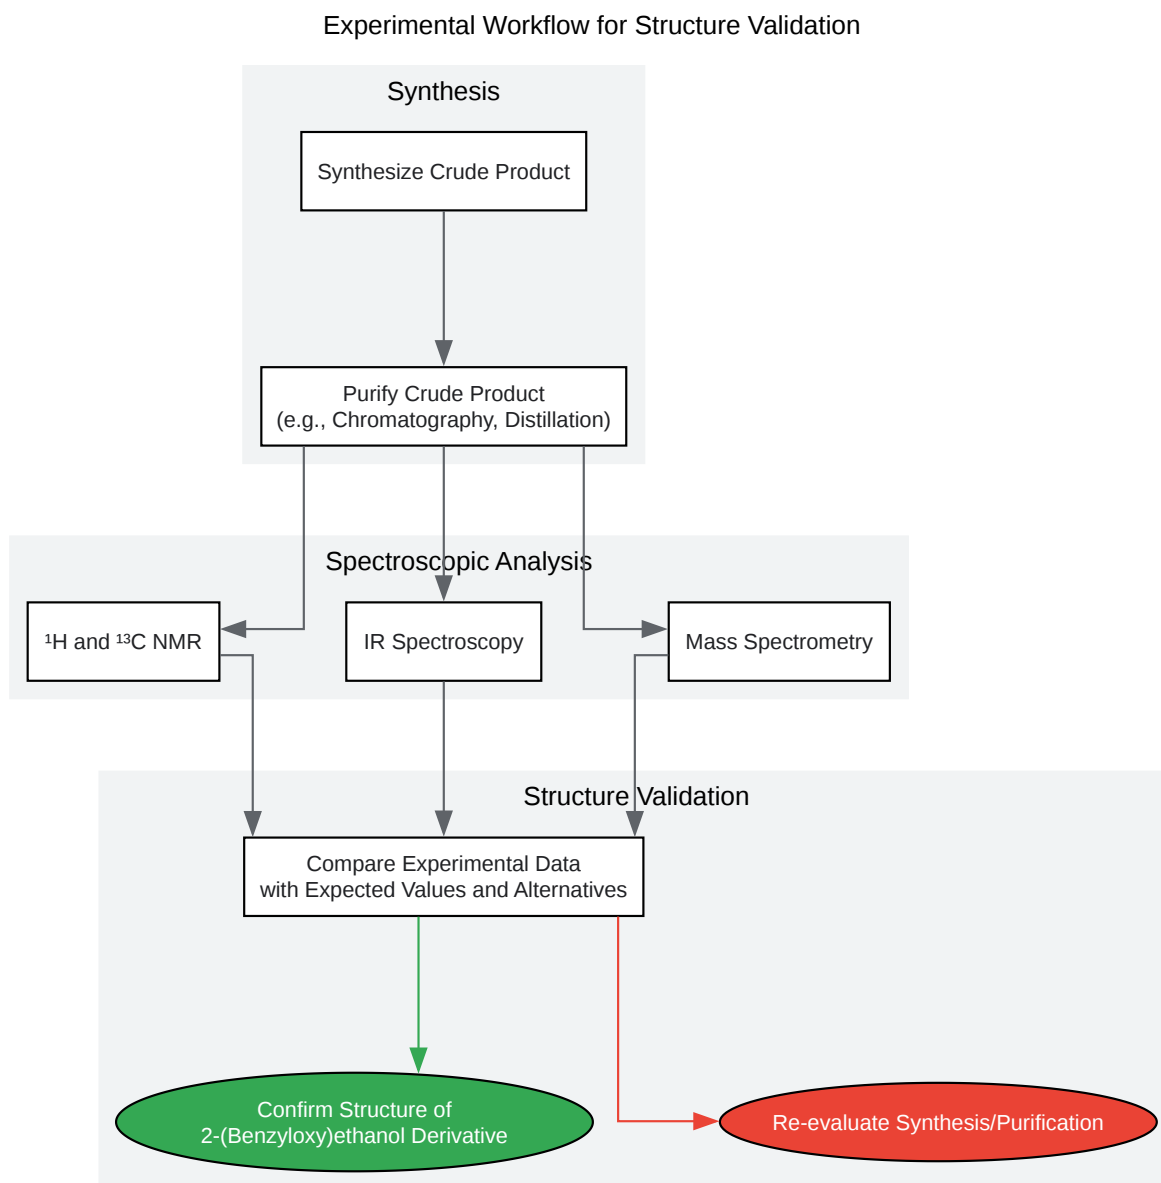 Experimental Workflow for Structure Validation
Synthesis
Synthesize Crude Product
Purify Crude Product
(e.g., Chromatography, Distillation)
Spectroscopic Analysis
¹H and ¹³C NMR
IR Spectroscopy
Mass Spectrometry
Structure Validation
Compare Experimental Data
with Expected Values and Alternatives
Confirm Structure of
2-(Benzyloxy)ethanol Derivative
Re-evaluate Synthesis/Purification